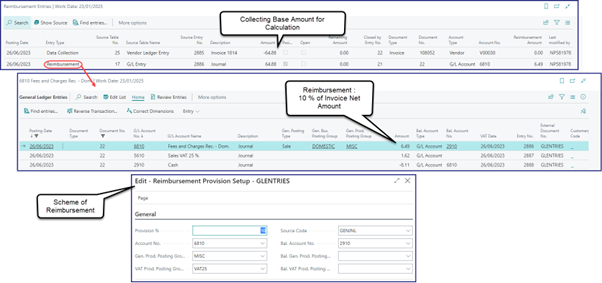 Reimbursement Entries | Work Date: 23/01/2025
Search Show Source Find entries... More options
Collecting Base Amount for Calculation
Posting Date Entry Type Source Table No. Source Table Name Source Entry No. Description Journal Amount Open Remaining Amount Closed by Entry No. Document Type Document No. Account Type Account No. Reimbursement Amount Last modified by
26/06/2023 Data Collection 25 Vendor Ledger Entry 2885 Invoice 1014 -64.88 0.00 22 Invoice 108052 Vendor V00030 0.00 NP581978
26/06/2023 Reimbursement 17 G/L Entry 2886 Journal 64.88 0.00 21 22 G/L Account 6810 6.49 NP581978
6810 Fees and Charges Rec. - Dom | Work Date: 23/01/2025
General Ledger Entries Search Edit List Home Review Entries More options
Find entries... Reverse Transaction... Correct Dimensions Entry
Reimbursement :
10 % of Invoice Net
Amount
Posting Date Document Type Document No. G/L Account No. G/L Account Name Description Gen. Posting Type Gen. Bus. Posting Group Gen. Prod. Posting Group Amount Bal. Account Type Bal. Account No. VAT Date Entry No. External Document No. Customer Code
26/06/2023 22 6810 Fees and Charges Rec. - Dom. Journal Sale DOMESTIC MISC 6.49 G/L Account 2910 26/06/2023 2886 GLENTRIES
26/06/2023 22 5610 Sales VAT 25 % Journal 1.62 G/L Account 26/06/2023 2887 GLENTRIES
26/06/2023 22 2910 Cash Journal -8.11 G/L Account 6810 26/06/2023 2888 GLENTRIES
Scheme of
Reimbursement
Edit - Reimbursement Provision Setup - GLENTRIES
Page
General
Provision % Source Code GENJNL
Account No. 6810 Bal. Account No. 2910
Gen. Prod. Posting Gro... MISC Bal. Gen. Prod. Posting ...
VAT Prod. Posting Gro... VAT25 Bal. VAT Prod. Posting ...